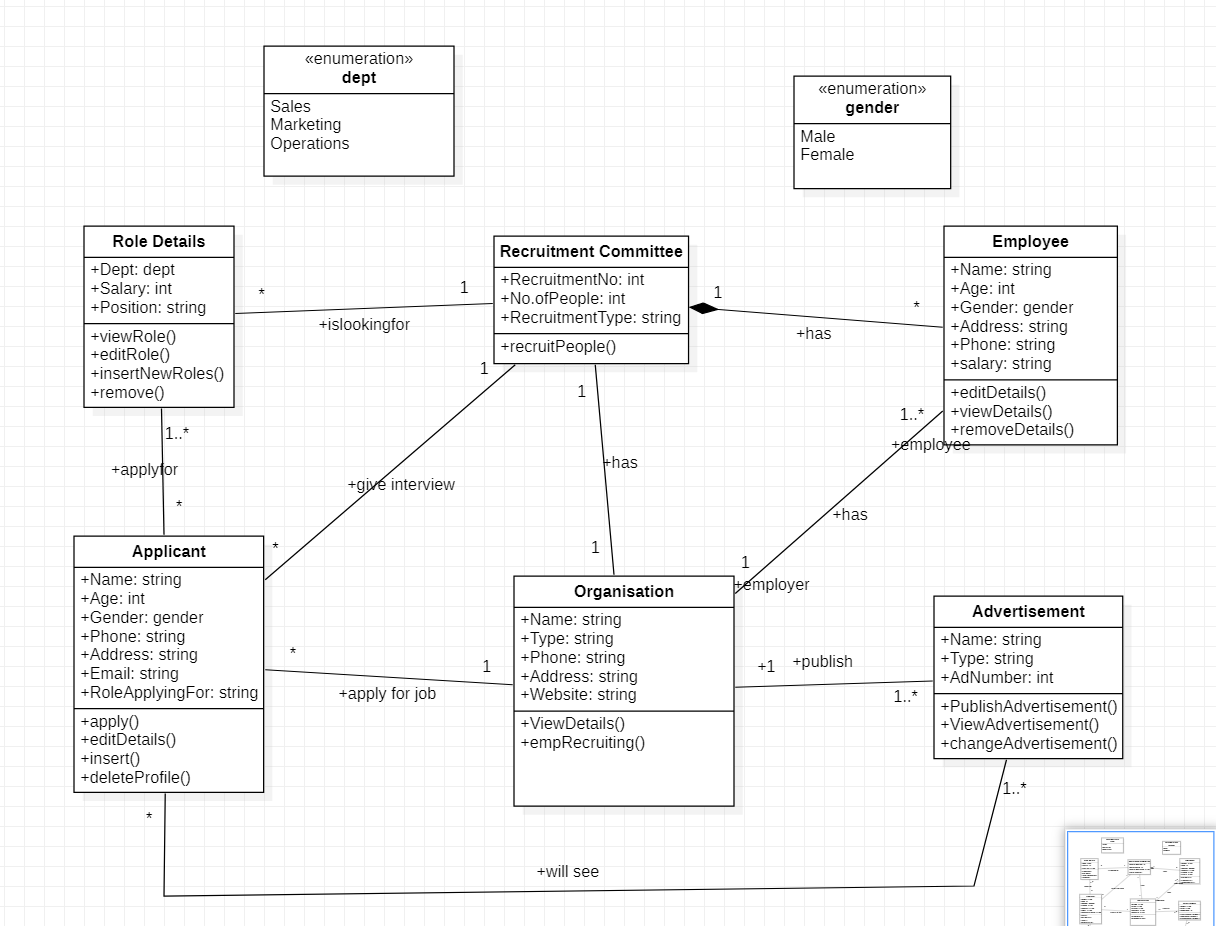 «enumeration»
dept
Sales
Marketing
Operations
«enumeration»
gender
Male
Female
Role Details
+Dept: dept
+Salary: int
+Position: string
+viewRole()
+editRole()
+insertNewRoles()
+remove()
*
1
+islookingfor
Recruitment Committee
+RecruitmentNo: int
+No.ofPeople: int
+RecruitmentType: string
+recruitPeople()
1
*
+has
Employee
+Name: string
+Age: int
+Gender: gender
+Address: string
+Phone: string
+salary: string
+editDetails()
+viewDetails()
+removeDetails()
1..*
+applyfor
*
1
+give interview
*
1
+has
1
1..*
+employee
+has
1
+employer
Applicant
+Name: string
+Age: int
+Gender: gender
+Phone: string
+Address: string
+Email: string
+RoleApplyingFor: string
+apply()
+editDetails()
+insert()
+deleteProfile()
*
1
+apply for job
Organisation
+Name: string
+Type: string
+Phone: string
+Address: string
+Website: string
+ViewDetails()
+empRecruiting()
+1
+publish
1..*
Advertisement
+Name: string
+Type: string
+AdNumber: int
+PublishAdvertisement()
+ViewAdvertisement()
+changeAdvertisement()
*
1..*
+will see